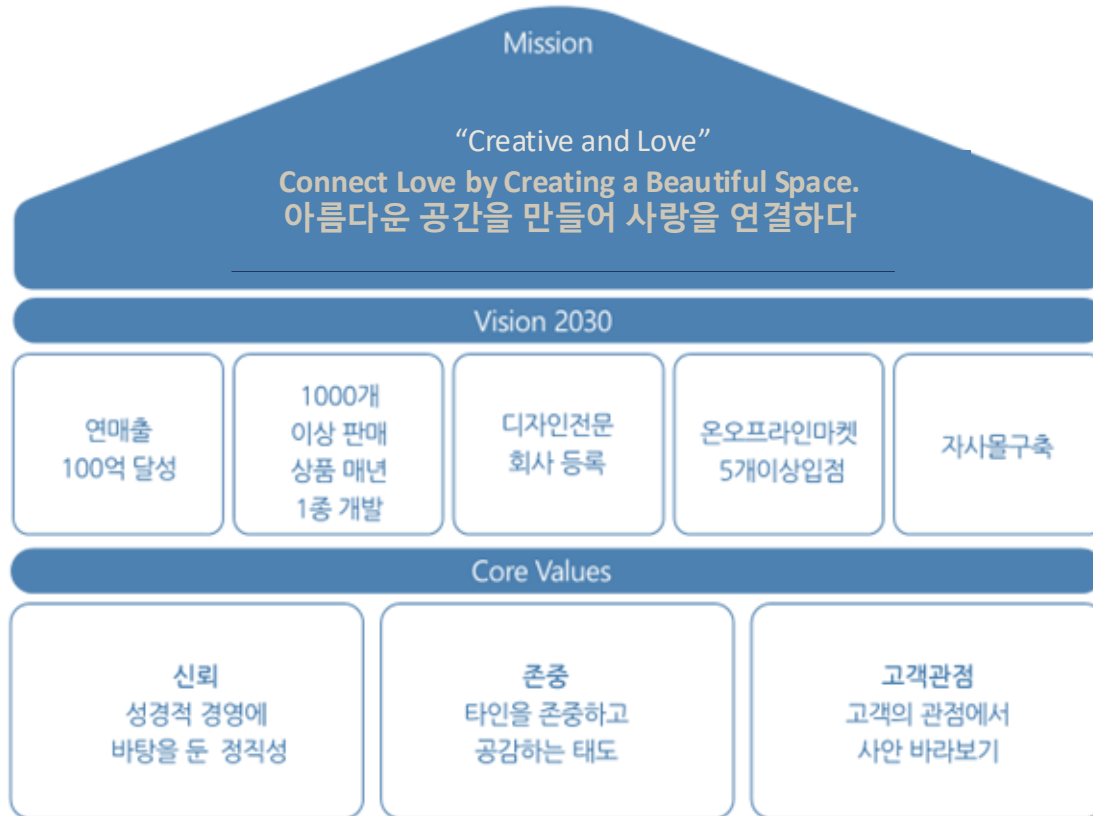 Mission
“Creative and Love”
Connect Love by Creating a Beautiful Space.
아름다운 공간을 만들어 사랑을 연결하다
Vision 2030
연매출
100억 달성
1000개
이상 판매
상품 매년
1종 개발
디자인전문
회사 등록
온오프라인마켓
5개이상입점
자사몰구축
Core Values
신뢰
성경적 경영에
바탕을 둔 정직성
존중
타인을 존중하고
공감하는 태도
고객관점
고객의 관점에서
사안 바라보기